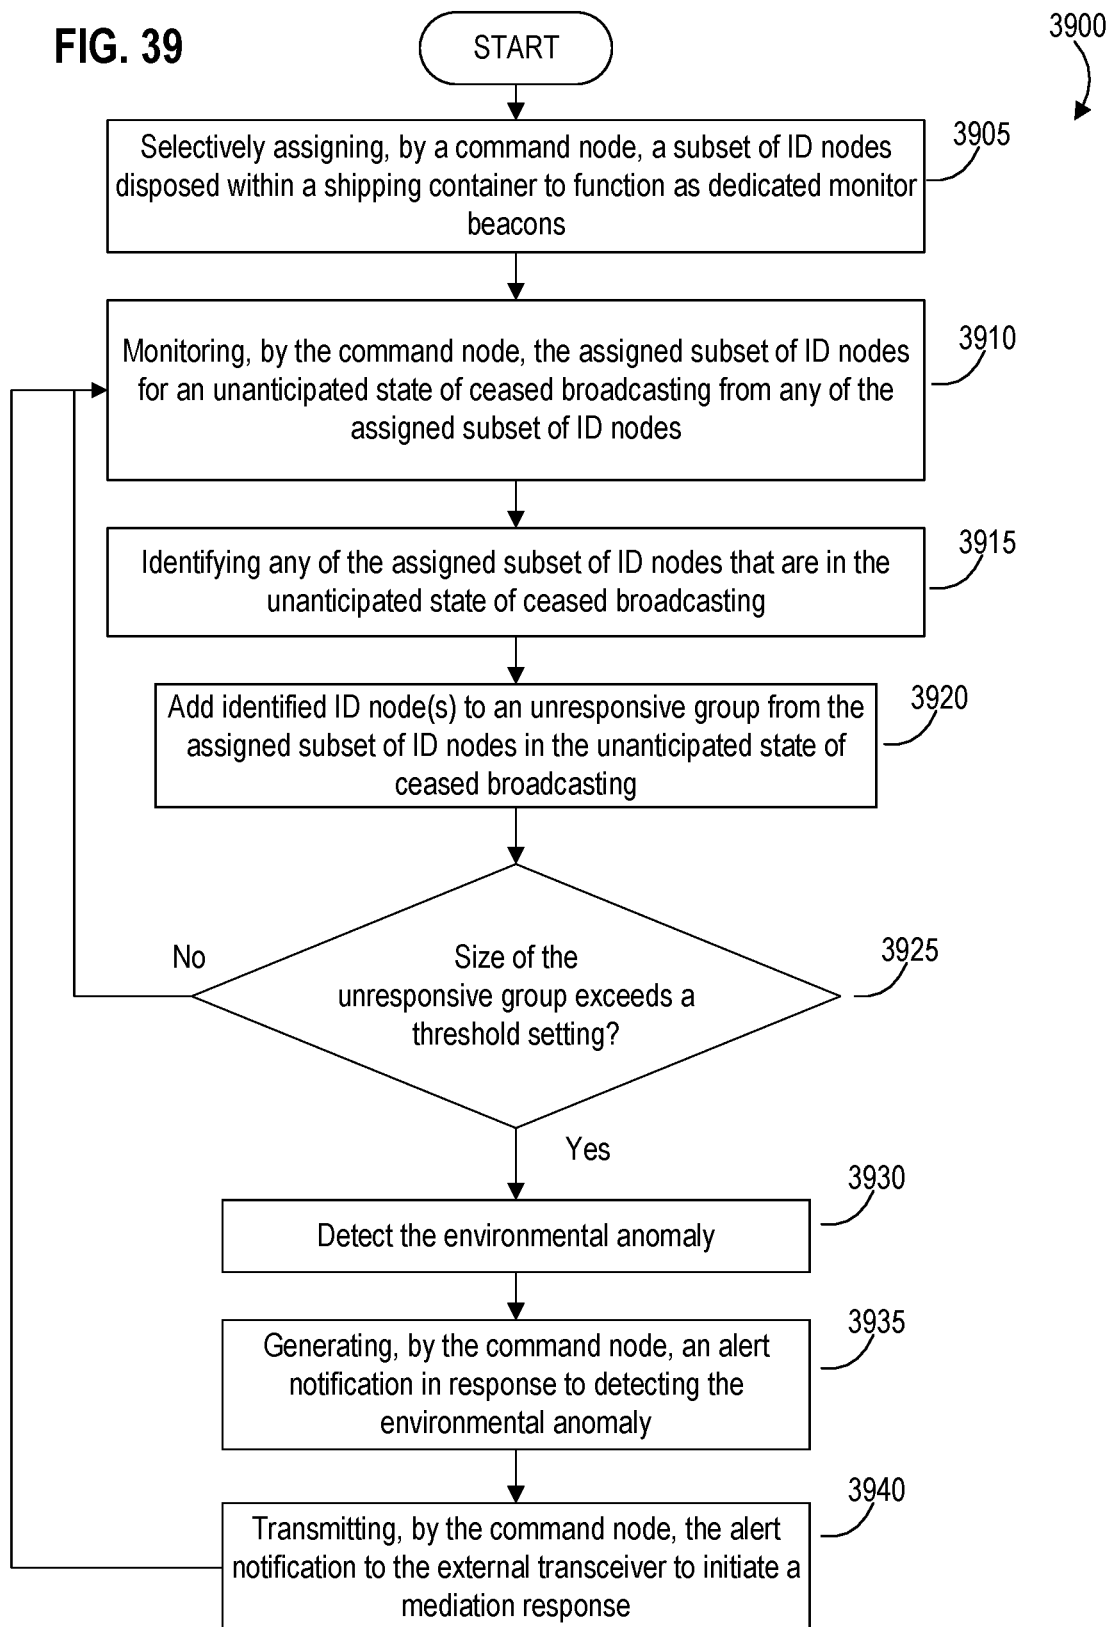 FIG. 39
START
3900
Selectively assigning, by a command node, a subset of ID nodes
disposed within a shipping container to function as dedicated monitor
beacons
3905
Monitoring, by the command node, the assigned subset of ID nodes
for an unanticipated state of ceased broadcasting from any of the
assigned subset of ID nodes
3910
Identifying any of the assigned subset of ID nodes that are in the
unanticipated state of ceased broadcasting
3915
Add identified ID node(s) to an unresponsive group from the
assigned subset of ID nodes in the unanticipated state of
ceased broadcasting
3920
No
Size of the
unresponsive group exceeds a
threshold setting?
3925
Yes
Detect the environmental anomaly
3930
Generating, by the command node, an alert
notification in response to detecting the
environmental anomaly
3935
Transmitting, by the command node, the alert
notification to the external transceiver to initiate a
mediation response
3940